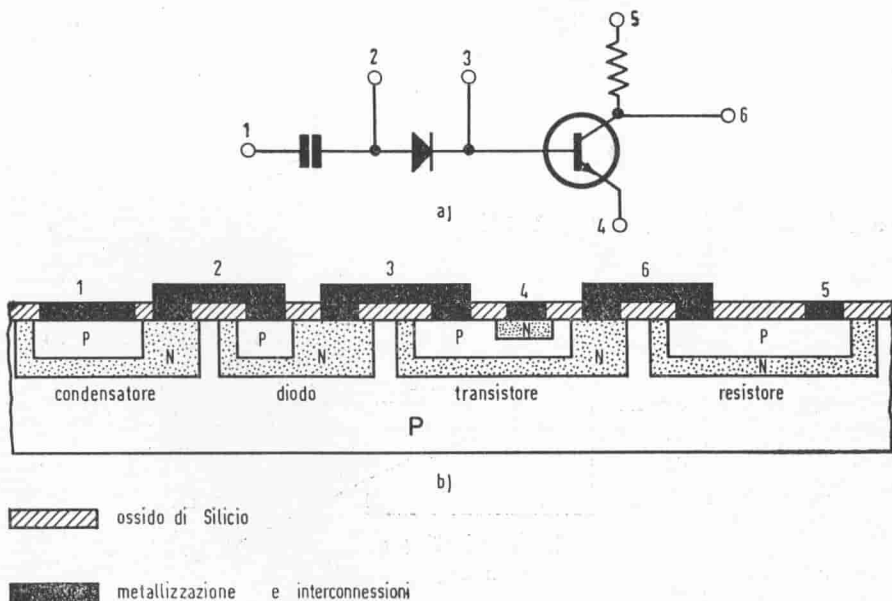 5
2
3
1
6
a)
4
1
2
3
4
6
5
P
N
P
N
P
N
N
P
N
condensatore
diodo
transistore
resistore
P
b)
ossido di Silicio
metallizzazione e interconnessioni